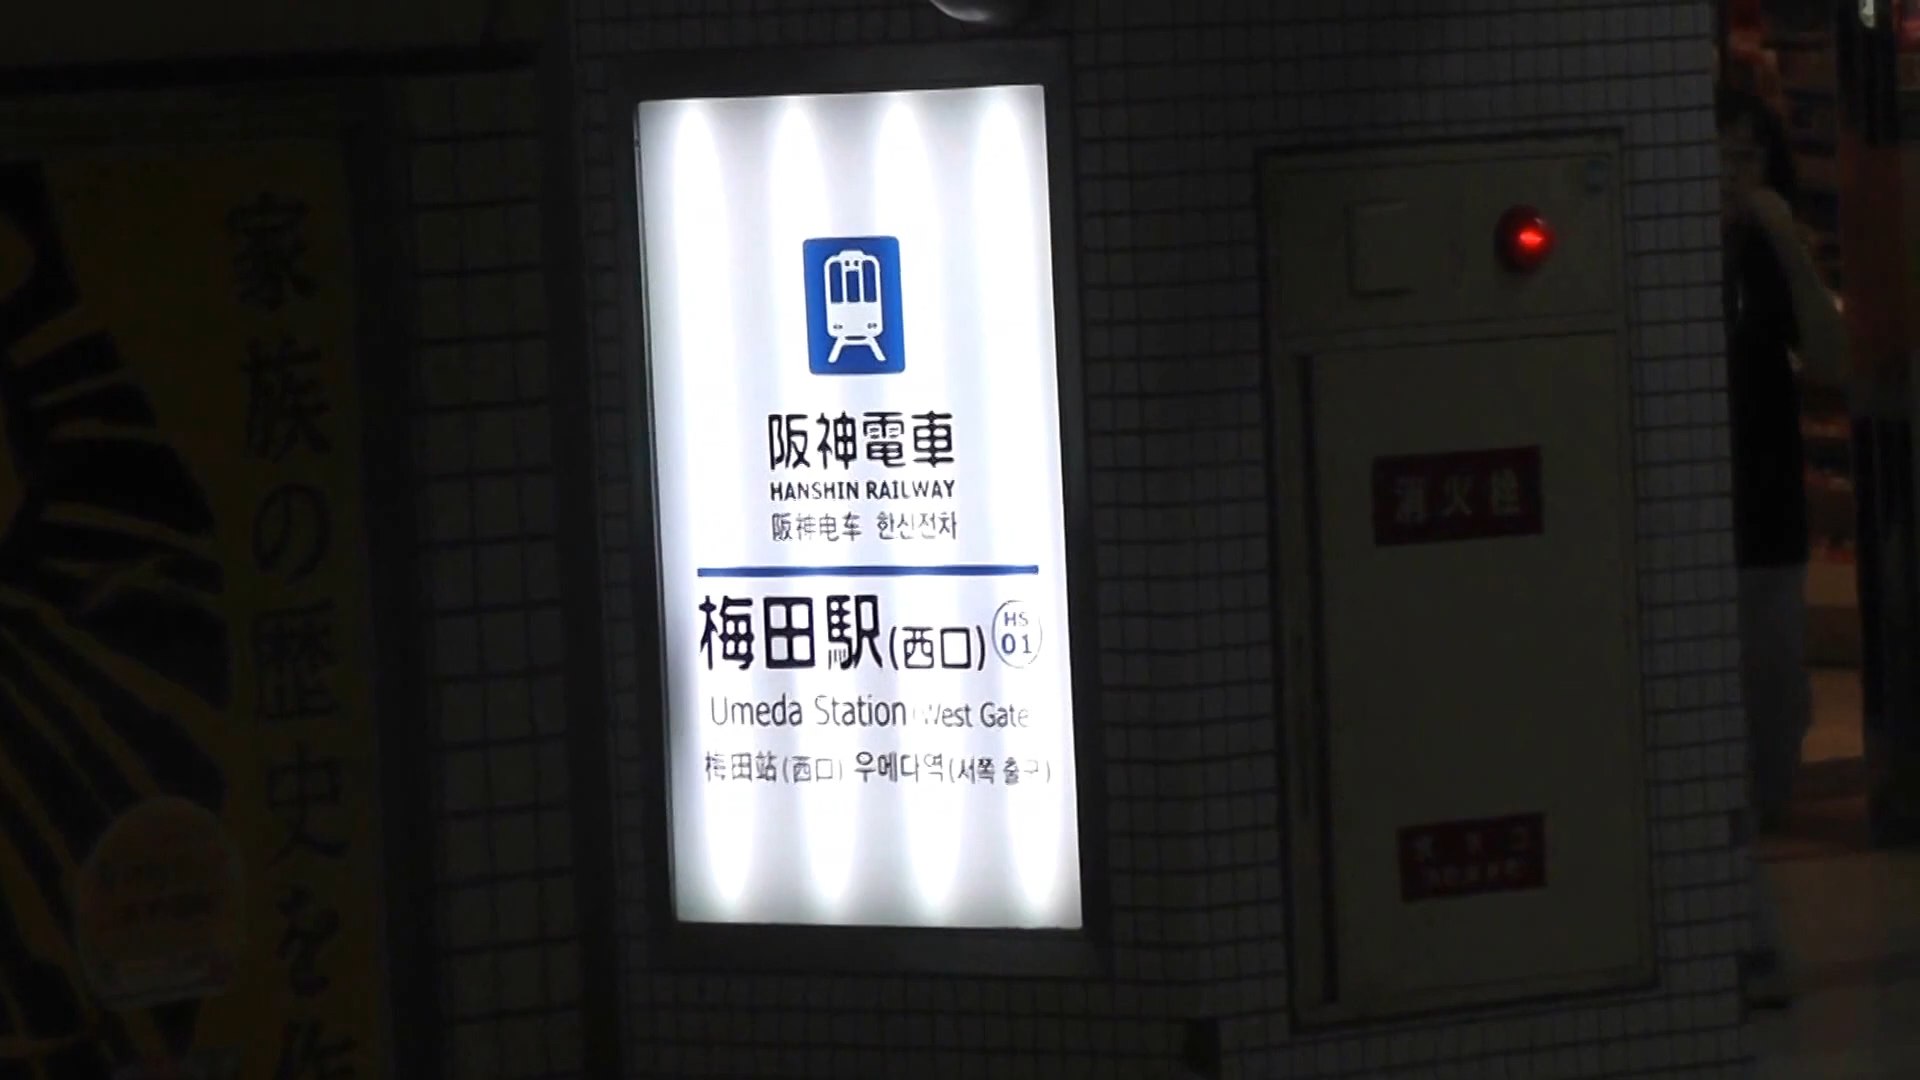 阪神電車
HANSHIN RAILWAY
阪神电车 한신전차
梅田駅(西口) HS 01
Umeda Station (West Gate
梅田站(西口) 우메다역(서쪽 출구)
消火栓
家族の歴史を作